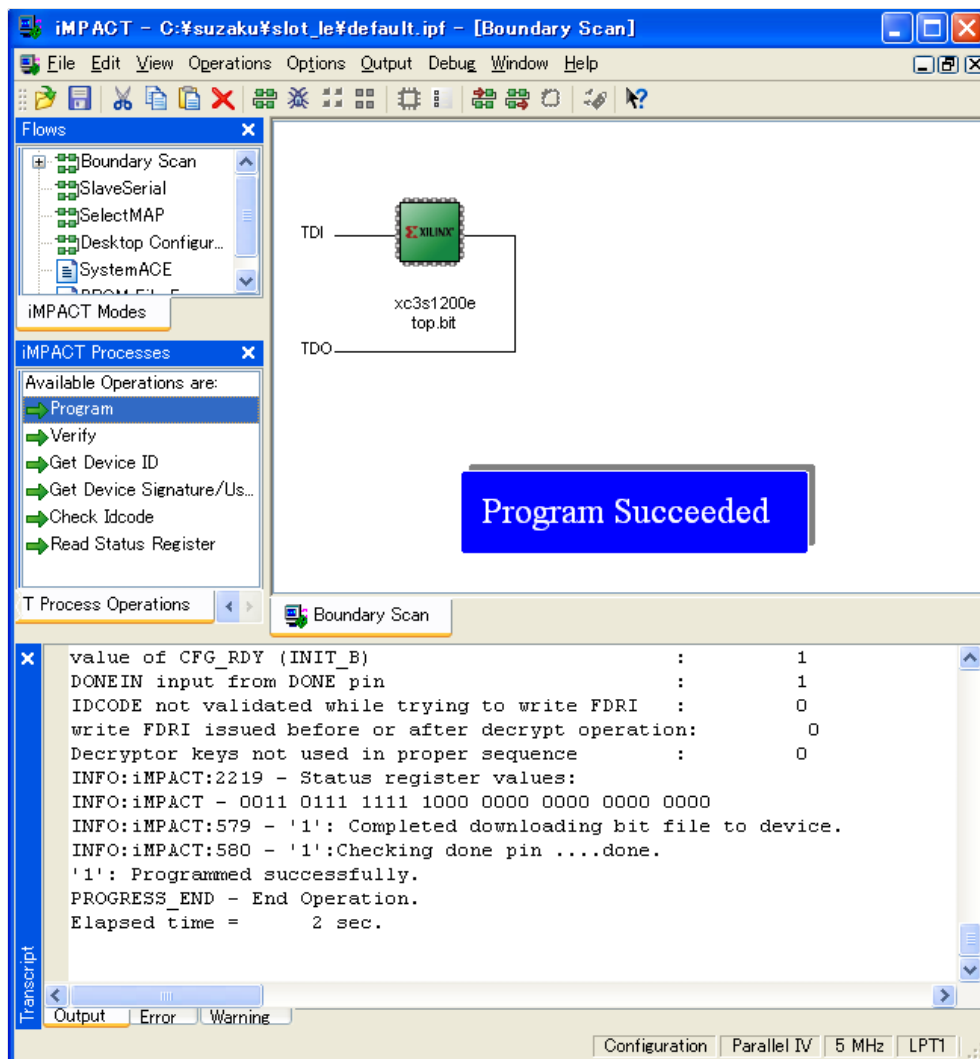 iMPACT - C:¥suzaku¥slot_le¥default.ipf - [Boundary Scan]
File Edit View Operations Options Output Debug Window Help
Flows
Boundary Scan
SlaveSerial
SelectMAP
Desktop Configur...
SystemACE
iMPACT Modes
iMPACT Processes
Available Operations are:
Program
Verify
Get Device ID
Get Device Signature/Us...
Check Idcode
Read Status Register
T Process Operations
TDI
XILINX
xc3s1200e
top.bit
TDO
Program Succeeded
Boundary Scan
value of CFG_RDY (INIT_B) : 1
DONEIN input from DONE pin : 1
IDCODE not validated while trying to write FDRI : 0
write FDRI issued before or after decrypt operation: 0
Decryptor keys not used in proper sequence : 0
INFO:iMPACT:2219 - Status register values:
INFO:iMPACT - 0011 0111 1111 1000 0000 0000 0000 0000
INFO:iMPACT:579 - '1': Completed downloading bit file to device.
INFO:iMPACT:580 - '1':Checking done pin ....done.
'1': Programmed successfully.
PROGRESS_END - End Operation.
Elapsed time = 2 sec.
Transcript
Output Error Warning
Configuration Parallel IV 5 MHz LPT1